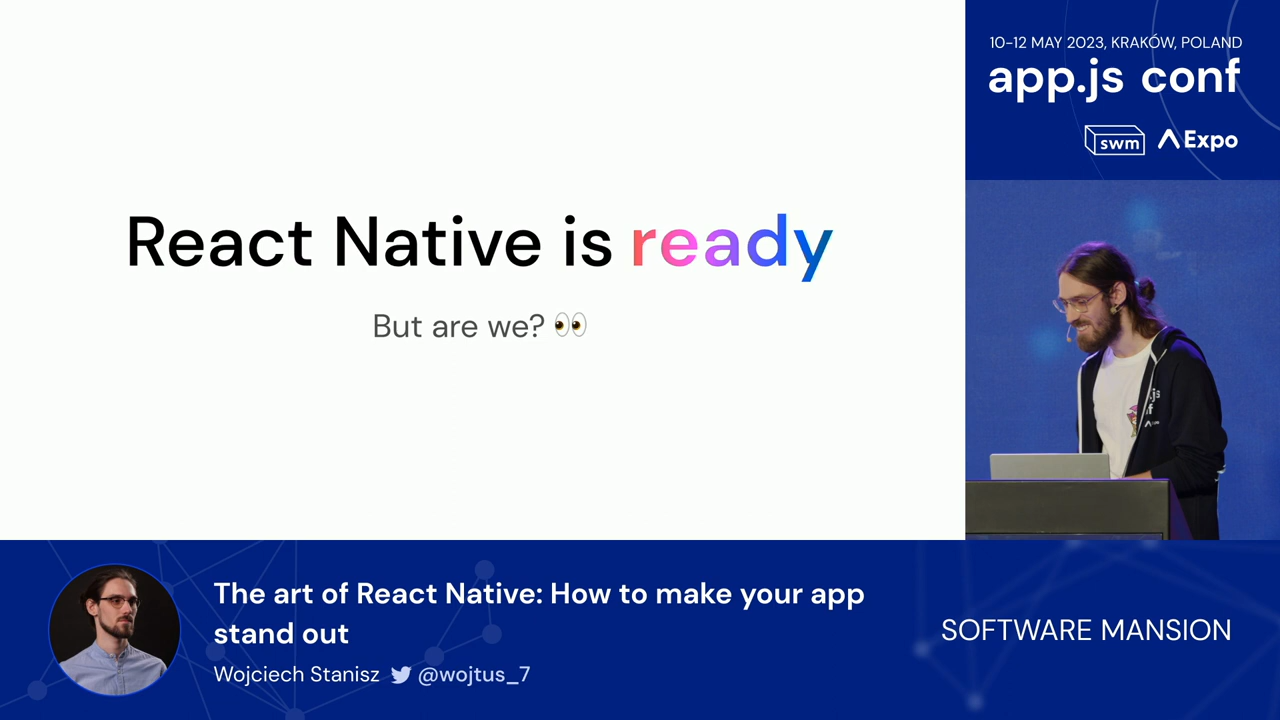 React Native is ready
But are we? 👀
10-12 MAY 2023, KRAKÓW, POLAND
app.js conf
swm Expo
The art of React Native: How to make your app
stand out
Wojciech Stanisz @wojtus_7
SOFTWARE MANSION